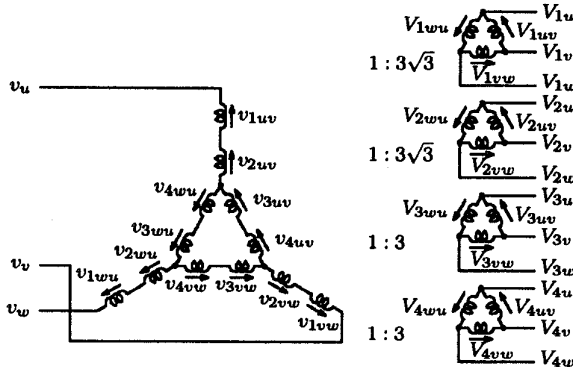 v_u
v_{1uv}
v_{2uv}
v_{4wu}
v_{3uv}
v_{3wu}
v_{4uv}
v_{2wu}
v_{1wu}
v_v
v_{4vw}
v_{3vw}
v_{2vw}
v_w
v_{1vw}
V_{1wu}
V_{1u}
V_{1uv}
1 : 3√3
V_{1v}
V_{1vw}
V_{1w}
V_{2wu}
V_{2u}
V_{2uv}
1 : 3√3
V_{2v}
V_{2vw}
V_{2w}
V_{3u}
V_{3wu}
V_{3uv}
1 : 3
V_{3v}
V_{3vw}
V_{3w}
V_{4u}
V_{4wu}
V_{4uv}
1 : 3
V_{4v}
V_{4vw}
V_{4w}